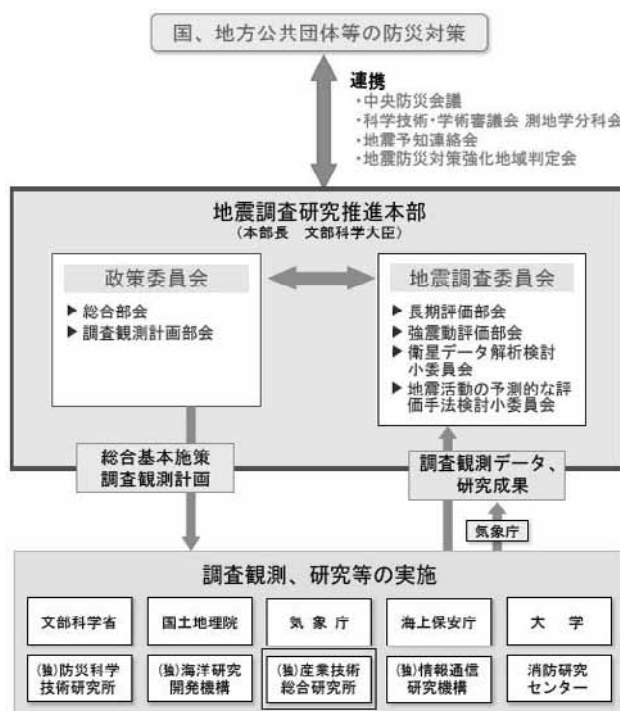 国、地方公共団体等の防災対策
連携
・中央防災会議
・科学技術・学術審議会 測地学分科会
・地震予知連絡会
・地震防災対策強化地域判定会
地震調査研究推進本部
(本部長 文部科学大臣)
政策委員会
▶ 総合部会
▶ 調査観測計画部会
地震調査委員会
▶ 長期評価部会
▶ 強震動評価部会
▶ 衛星データ解析検討
小委員会
▶ 地震活動の予測的な評
価手法検討小委員会
総合基本施策
調査観測計画
調査観測データ、
研究成果
気象庁
調査観測、研究等の実施
文部科学省
国土地理院
気 象 庁
海上保安庁
大 学
(独)防災科学
技術研究所
(独)海洋研究
開発機構
(独)産業技術
総合研究所
(独)情報通信
研究機構
消防研究
センター